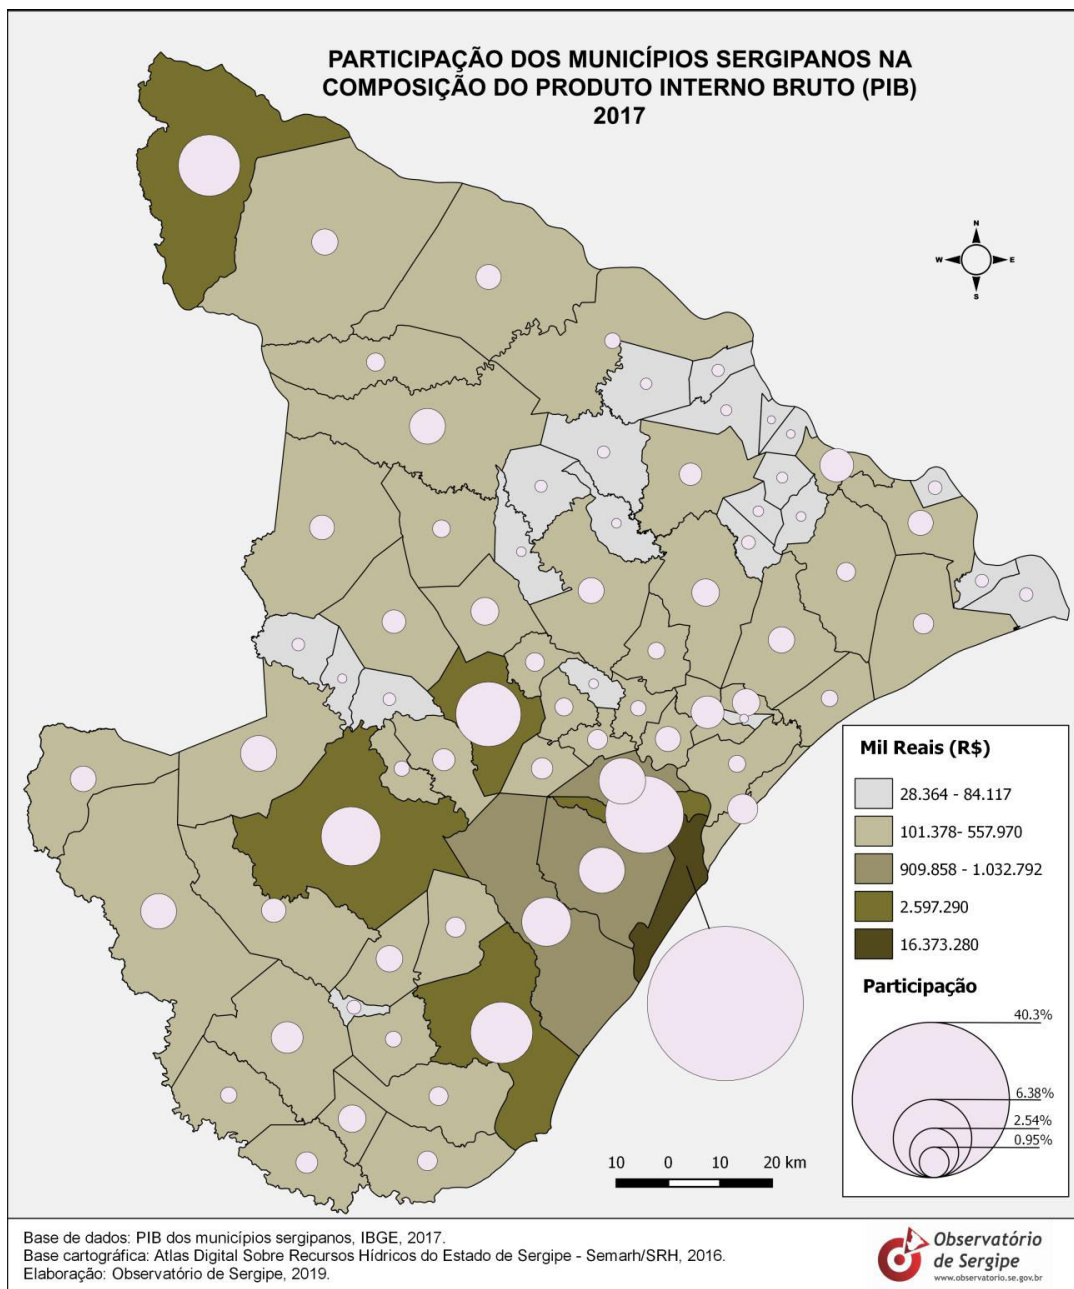 PARTICIPAÇÃO DOS MUNICÍPIOS SERGIPANOS NA
COMPOSIÇÃO DO PRODUTO INTERNO BRUTO (PIB)
2017
N
W E
S
Mil Reais (R$)
28.364 - 84.117
101.378- 557.970
909.858 - 1.032.792
2.597.290
16.373.280
Participação
40.3%
6.38%
2.54%
0.95%
10 0 10 20 km
Base de dados: PIB dos municípios sergipanos, IBGE, 2017.
Base cartográfica: Atlas Digital Sobre Recursos Hídricos do Estado de Sergipe - Semarh/SRH, 2016.
Elaboração: Observatório de Sergipe, 2019.
Observatório
de Sergipe
www.observatorio.se.gov.br